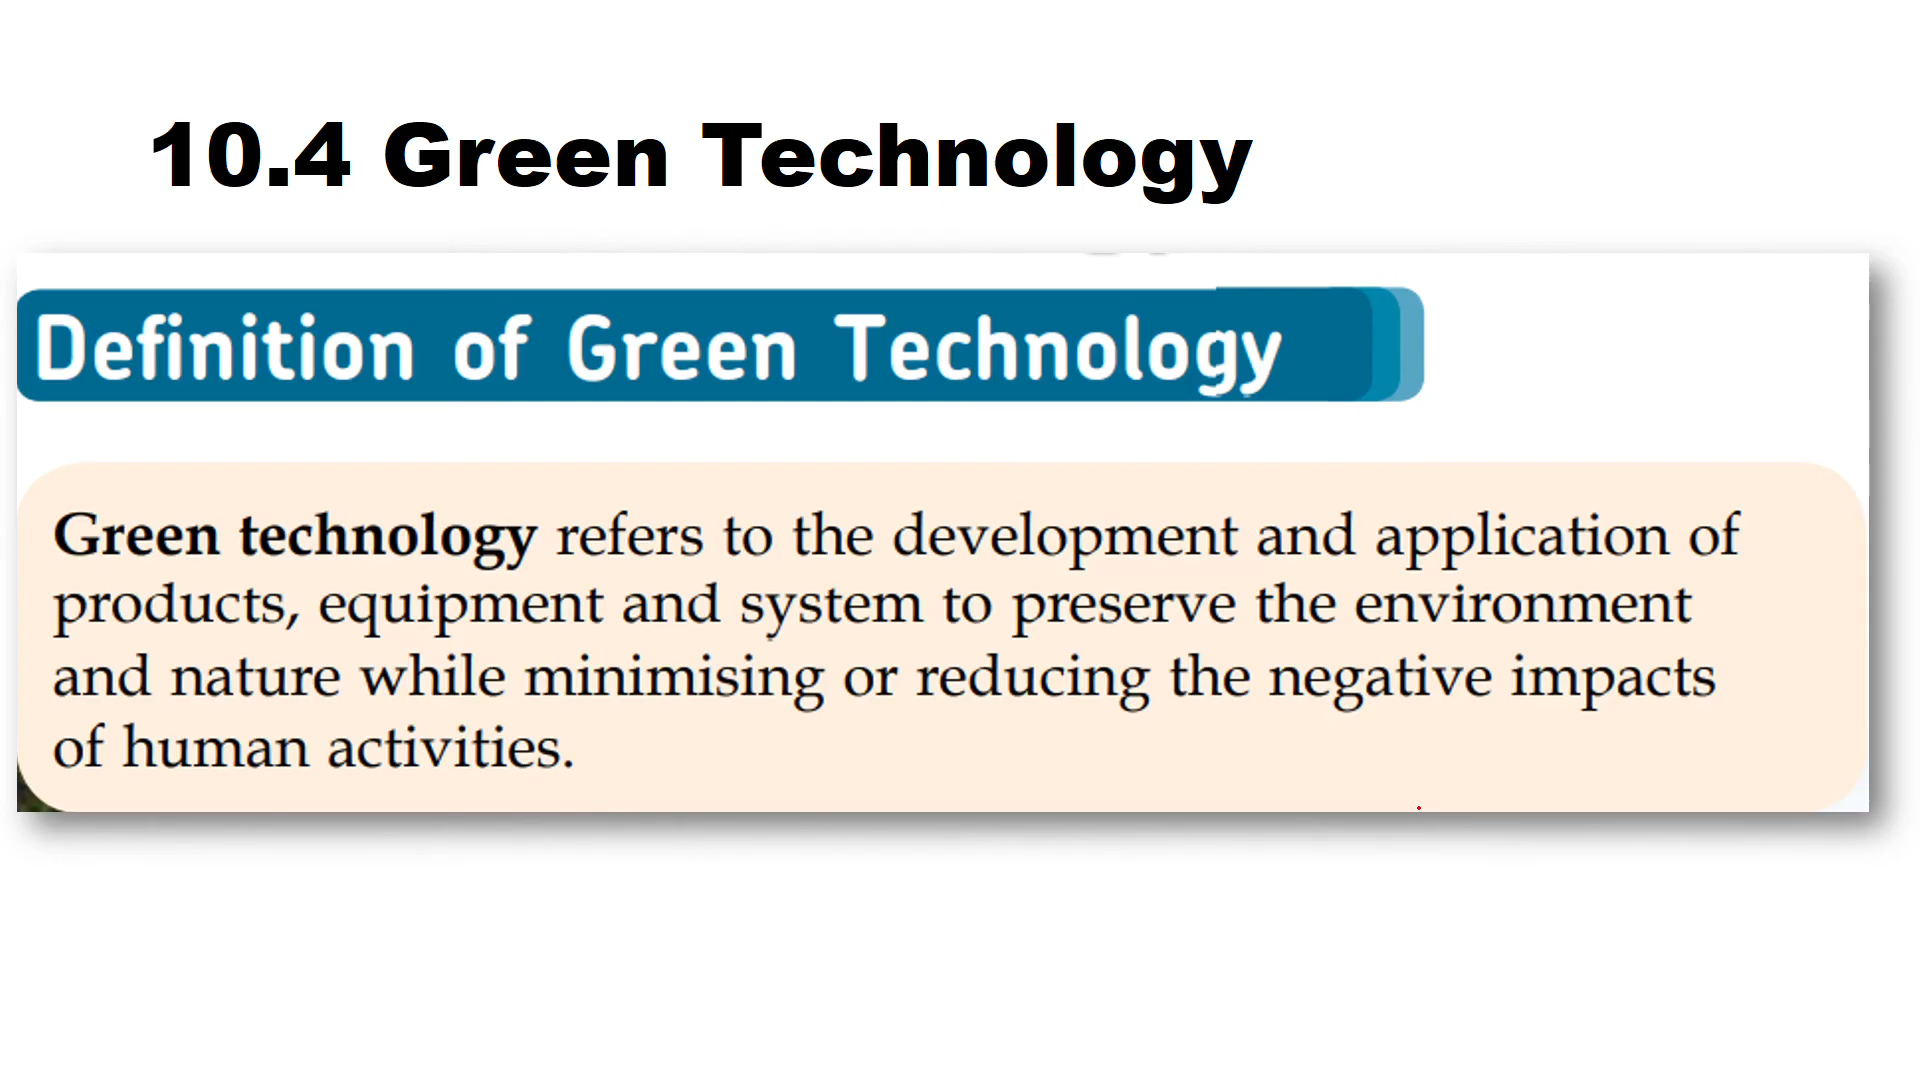 10.4 Green Technology
Definition of Green Technology
Green technology refers to the development and application of
products, equipment and system to preserve the environment
and nature while minimising or reducing the negative impacts
of human activities.